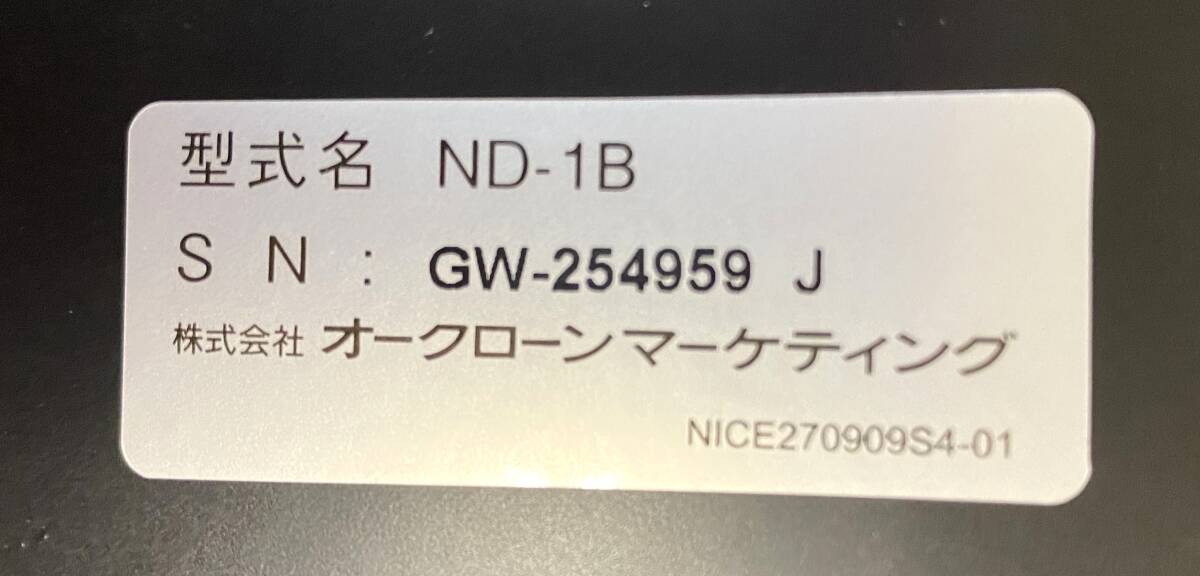 型式名 ND-1B
S N : GW-254959 J
株式会社 オークローンマーケティング
NICE270909S4-01